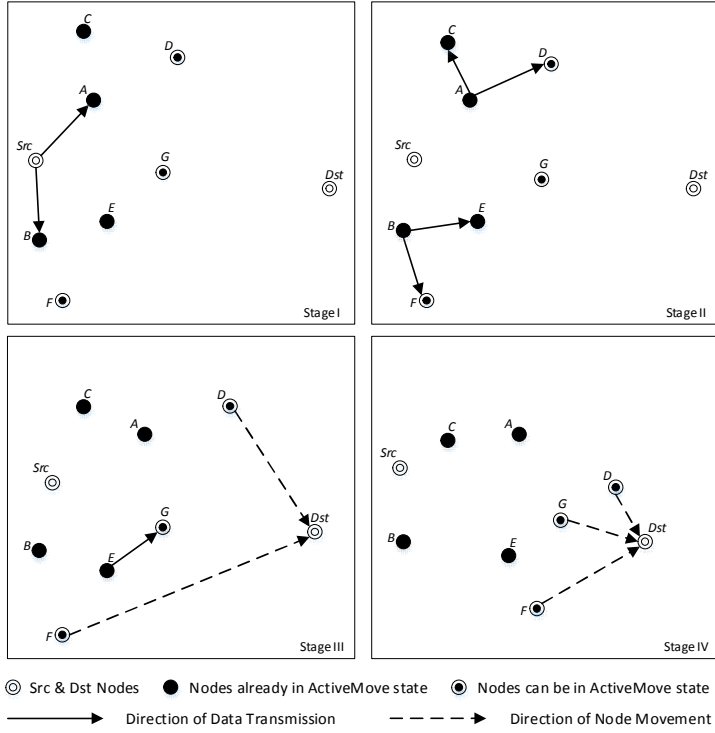 C
D
A
Src
G
Dst
E
B
F
Stage I
C
D
A
Src
G
Dst
E
B
F
Stage II
D
C
A
Src
G
Dst
B
E
F
Stage III
C
A
Src
D
G
Dst
B
E
F
Stage IV
Src & Dst Nodes
Nodes already in ActiveMove state
Nodes can be in ActiveMove state
Direction of Data Transmission
Direction of Node Movement